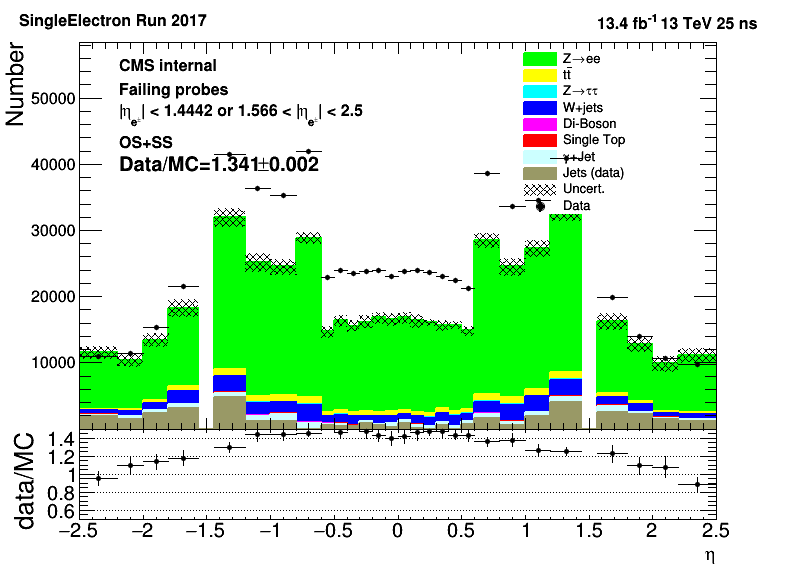 SingleElectron Run 2017
13.4 fb⁻¹ 13 TeV 25 ns
Number
CMS internal
Failing probes
|η_e±| < 1.4442 or 1.566 < |η_e±| < 2.5
OS+SS
Data/MC=1.341±0.002
Z→ee
tt̄
Z→ττ
W+jets
Di-Boson
Single Top
γ+Jet
Jets (data)
Uncert.
Data
50000
40000
30000
20000
10000
data/MC
1.4
1.2
1
0.8
0.6
−2.5 −2 −1.5 −1 −0.5 0 0.5 1 1.5 2 2.5
η